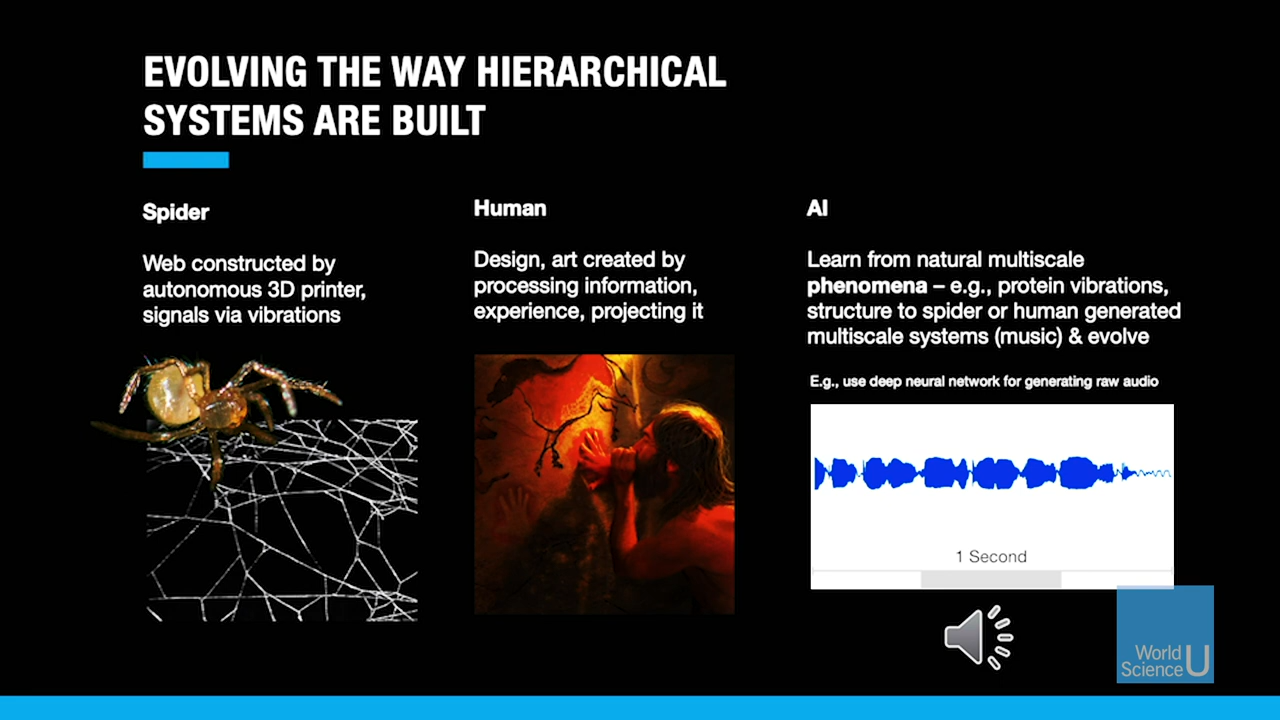 EVOLVING THE WAY HIERARCHICAL
SYSTEMS ARE BUILT
Spider
Web constructed by
autonomous 3D printer,
signals via vibrations
Human
Design, art created by
processing information,
experience, projecting it
AI
Learn from natural multiscale
phenomena – e.g., protein vibrations,
structure to spider or human generated
multiscale systems (music) & evolve
E.g., use deep neural network for generating raw audio
1 Second
World
Science U